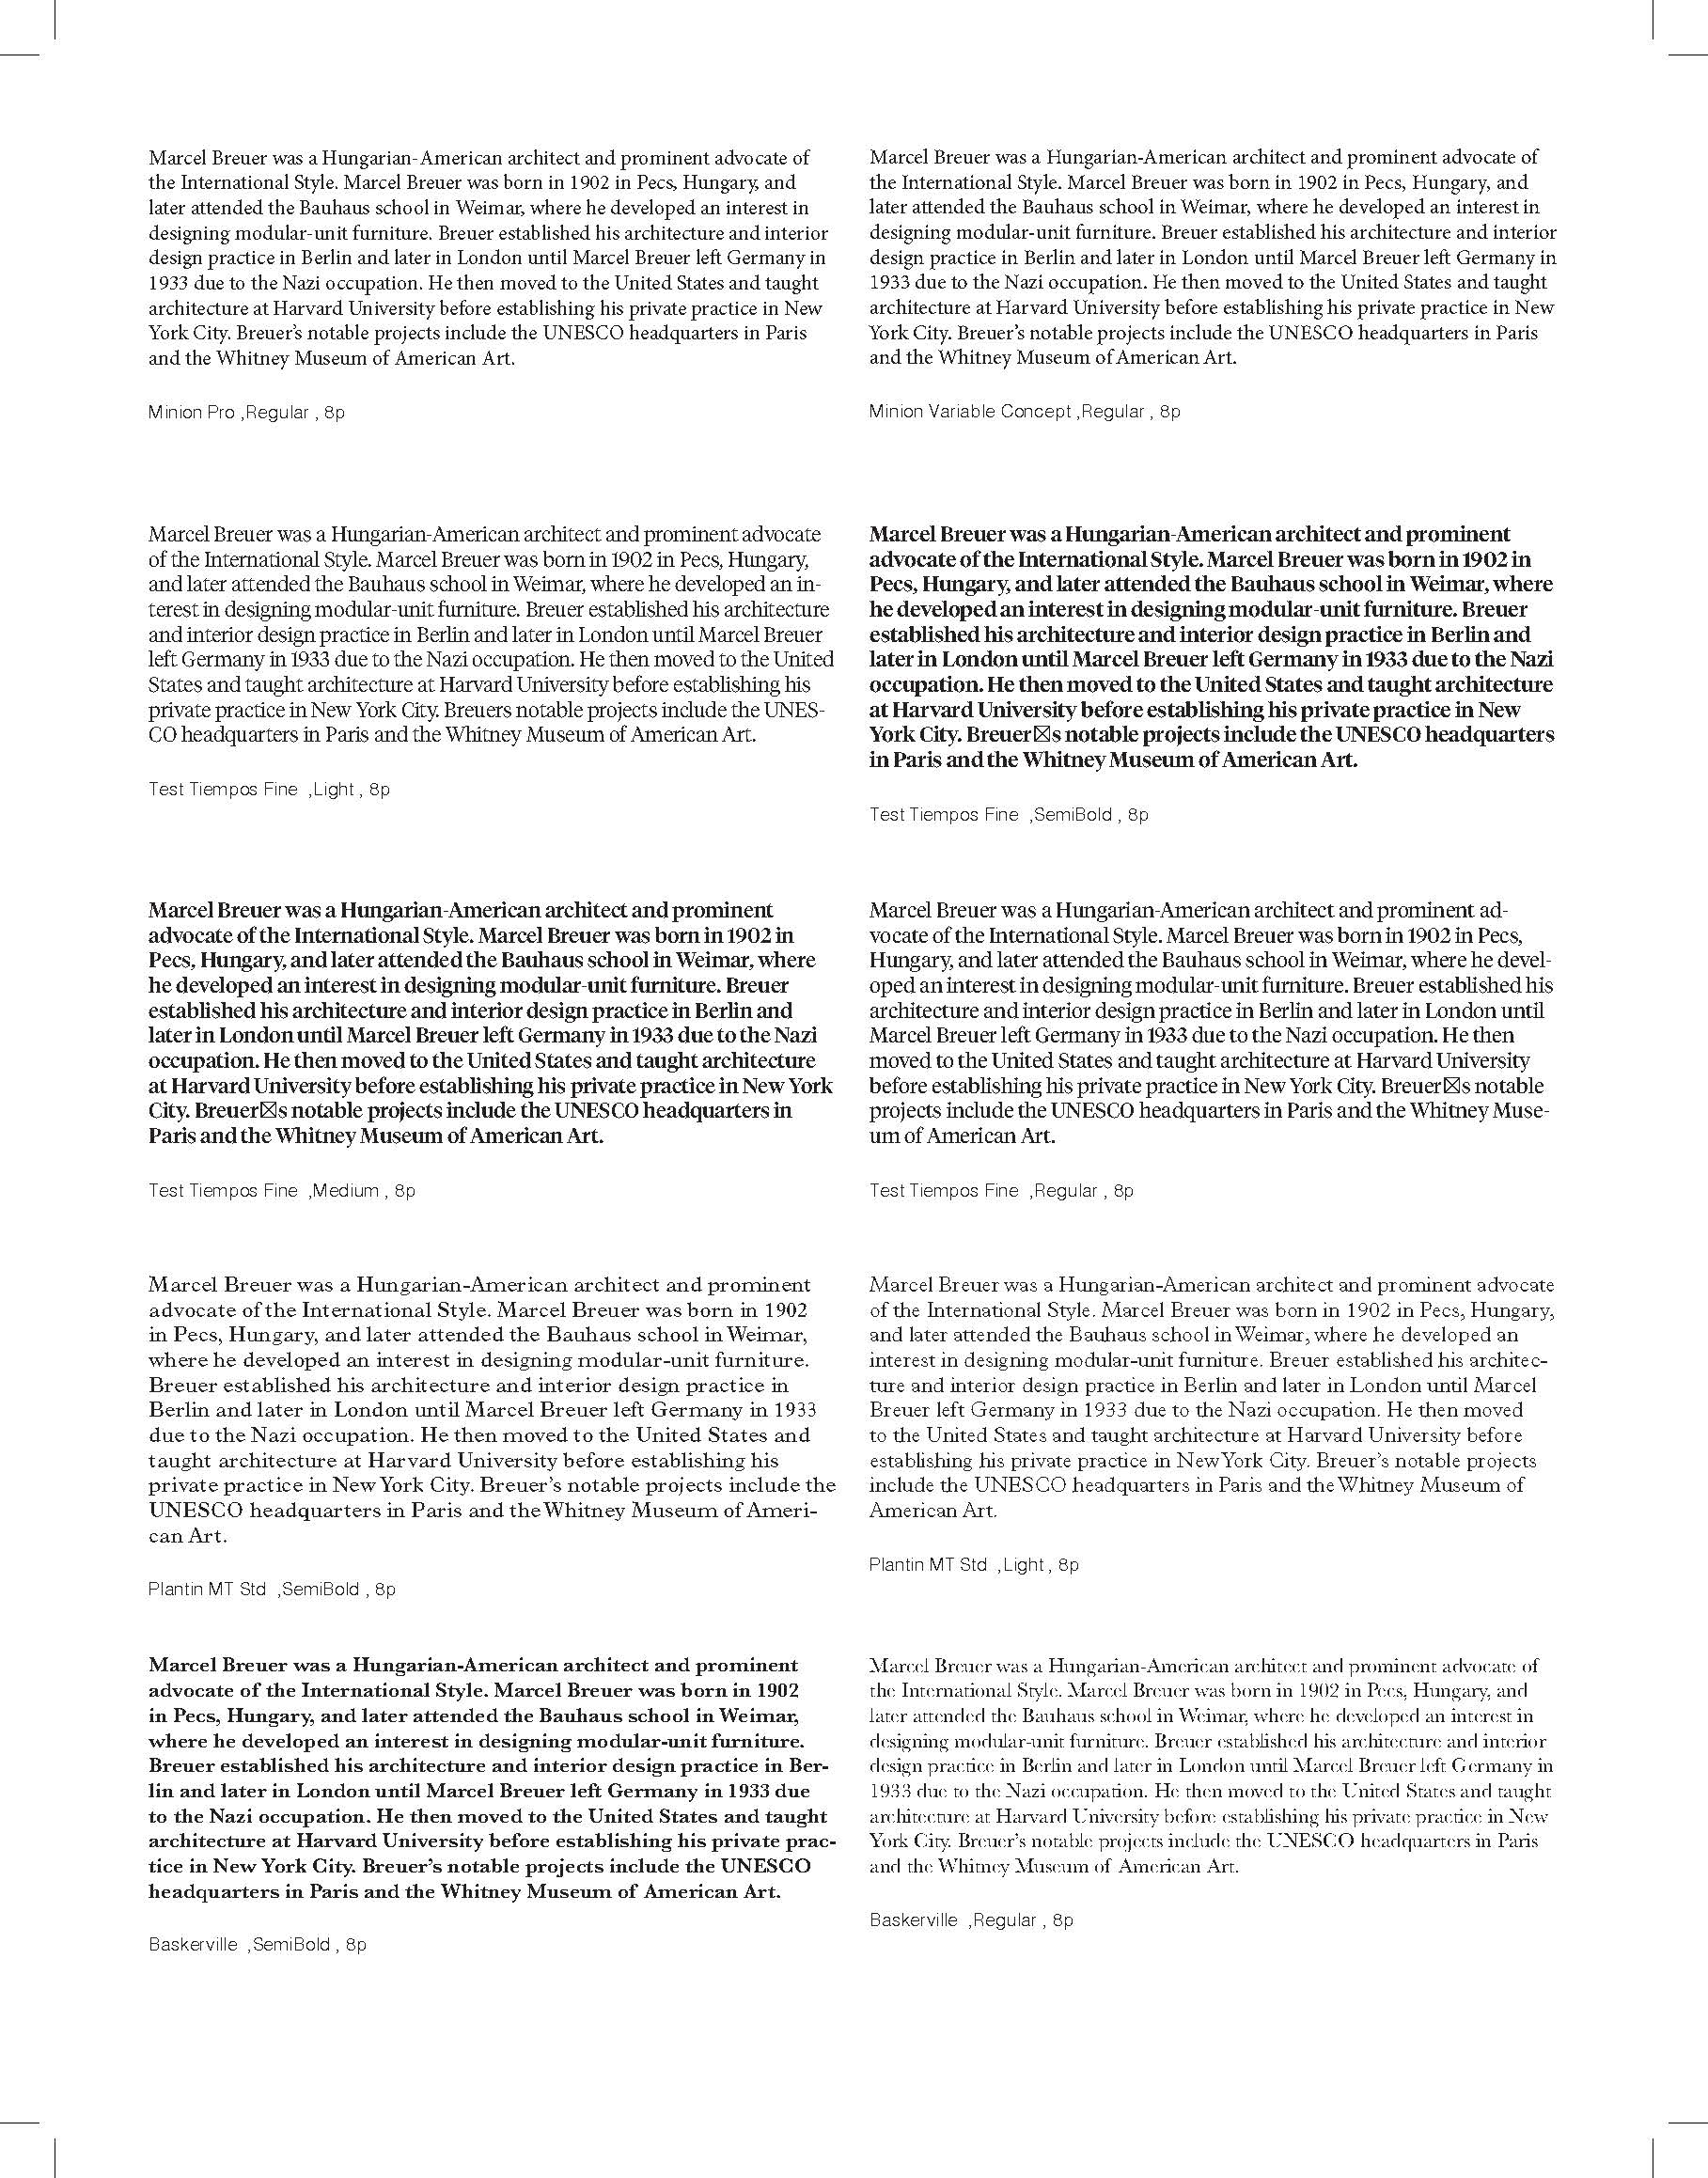 Marcel Breuer was a Hungarian-American architect and prominent advocate of
the International Style. Marcel Breuer was born in 1902 in Pecs, Hungary, and
later attended the Bauhaus school in Weimar, where he developed an interest in
designing modular-unit furniture. Breuer established his architecture and interior
design practice in Berlin and later in London until Marcel Breuer left Germany in
1933 due to the Nazi occupation. He then moved to the United States and taught
architecture at Harvard University before establishing his private practice in New
York City. Breuer’s notable projects include the UNESCO headquarters in Paris
and the Whitney Museum of American Art.
Minion Pro ,Regular , 8p
Marcel Breuer was a Hungarian-American architect and prominent advocate of
the International Style. Marcel Breuer was born in 1902 in Pecs, Hungary, and
later attended the Bauhaus school in Weimar, where he developed an interest in
designing modular-unit furniture. Breuer established his architecture and interior
design practice in Berlin and later in London until Marcel Breuer left Germany in
1933 due to the Nazi occupation. He then moved to the United States and taught
architecture at Harvard University before establishing his private practice in New
York City. Breuer’s notable projects include the UNESCO headquarters in Paris
and the Whitney Museum of American Art.
Minion Variable Concept ,Regular , 8p
Marcel Breuer was a Hungarian-American architect and prominent advocate
of the International Style. Marcel Breuer was born in 1902 in Pecs, Hungary,
and later attended the Bauhaus school in Weimar, where he developed an in-
terest in designing modular-unit furniture. Breuer established his architecture
and interior design practice in Berlin and later in London until Marcel Breuer
left Germany in 1933 due to the Nazi occupation. He then moved to the United
States and taught architecture at Harvard University before establishing his
private practice in New York City. Breuers notable projects include the UNES-
CO headquarters in Paris and the Whitney Museum of American Art.
Test Tiempos Fine ,Light , 8p
Marcel Breuer was a Hungarian-American architect and prominent
advocate of the International Style. Marcel Breuer was born in 1902 in
Pecs, Hungary, and later attended the Bauhaus school in Weimar, where
he developed an interest in designing modular-unit furniture. Breuer
established his architecture and interior design practice in Berlin and
later in London until Marcel Breuer left Germany in 1933 due to the Nazi
occupation. He then moved to the United States and taught architecture
at Harvard University before establishing his private practice in New
York City. Breuer☒s notable projects include the UNESCO headquarters
in Paris and the Whitney Museum of American Art.
Test Tiempos Fine ,SemiBold , 8p
Marcel Breuer was a Hungarian-American architect and prominent
advocate of the International Style. Marcel Breuer was born in 1902 in
Pecs, Hungary, and later attended the Bauhaus school in Weimar, where
he developed an interest in designing modular-unit furniture. Breuer
established his architecture and interior design practice in Berlin and
later in London until Marcel Breuer left Germany in 1933 due to the Nazi
occupation. He then moved to the United States and taught architecture
at Harvard University before establishing his private practice in New York
City. Breuer☒s notable projects include the UNESCO headquarters in
Paris and the Whitney Museum of American Art.
Test Tiempos Fine ,Medium , 8p
Marcel Breuer was a Hungarian-American architect and prominent ad-
vocate of the International Style. Marcel Breuer was born in 1902 in Pecs,
Hungary, and later attended the Bauhaus school in Weimar, where he devel-
oped an interest in designing modular-unit furniture. Breuer established his
architecture and interior design practice in Berlin and later in London until
Marcel Breuer left Germany in 1933 due to the Nazi occupation. He then
moved to the United States and taught architecture at Harvard University
before establishing his private practice in New York City. Breuer☒s notable
projects include the UNESCO headquarters in Paris and the Whitney Muse-
um of American Art.
Test Tiempos Fine ,Regular , 8p
Marcel Breuer was a Hungarian-American architect and prominent
advocate of the International Style. Marcel Breuer was born in 1902
in Pecs, Hungary, and later attended the Bauhaus school in Weimar,
where he developed an interest in designing modular-unit furniture.
Breuer established his architecture and interior design practice in
Berlin and later in London until Marcel Breuer left Germany in 1933
due to the Nazi occupation. He then moved to the United States and
taught architecture at Harvard University before establishing his
private practice in New York City. Breuer’s notable projects include the
UNESCO headquarters in Paris and the Whitney Museum of Ameri-
can Art.
Plantin MT Std ,SemiBold , 8p
Marcel Breuer was a Hungarian-American architect and prominent advocate
of the International Style. Marcel Breuer was born in 1902 in Pecs, Hungary,
and later attended the Bauhaus school in Weimar, where he developed an
interest in designing modular-unit furniture. Breuer established his architec-
ture and interior design practice in Berlin and later in London until Marcel
Breuer left Germany in 1933 due to the Nazi occupation. He then moved
to the United States and taught architecture at Harvard University before
establishing his private practice in New York City. Breuer’s notable projects
include the UNESCO headquarters in Paris and the Whitney Museum of
American Art.
Plantin MT Std ,Light , 8p
Marcel Breuer was a Hungarian-American architect and prominent
advocate of the International Style. Marcel Breuer was born in 1902
in Pecs, Hungary, and later attended the Bauhaus school in Weimar,
where he developed an interest in designing modular-unit furniture.
Breuer established his architecture and interior design practice in Ber-
lin and later in London until Marcel Breuer left Germany in 1933 due
to the Nazi occupation. He then moved to the United States and taught
architecture at Harvard University before establishing his private prac-
tice in New York City. Breuer’s notable projects include the UNESCO
headquarters in Paris and the Whitney Museum of American Art.
Baskerville ,SemiBold , 8p
Marcel Breuer was a Hungarian-American architect and prominent advocate of
the International Style. Marcel Breuer was born in 1902 in Pecs, Hungary, and
later attended the Bauhaus school in Weimar, where he developed an interest in
designing modular-unit furniture. Breuer established his architecture and interior
design practice in Berlin and later in London until Marcel Breuer left Germany in
1933 due to the Nazi occupation. He then moved to the United States and taught
architecture at Harvard University before establishing his private practice in New
York City. Breuer’s notable projects include the UNESCO headquarters in Paris
and the Whitney Museum of American Art.
Baskerville ,Regular , 8p